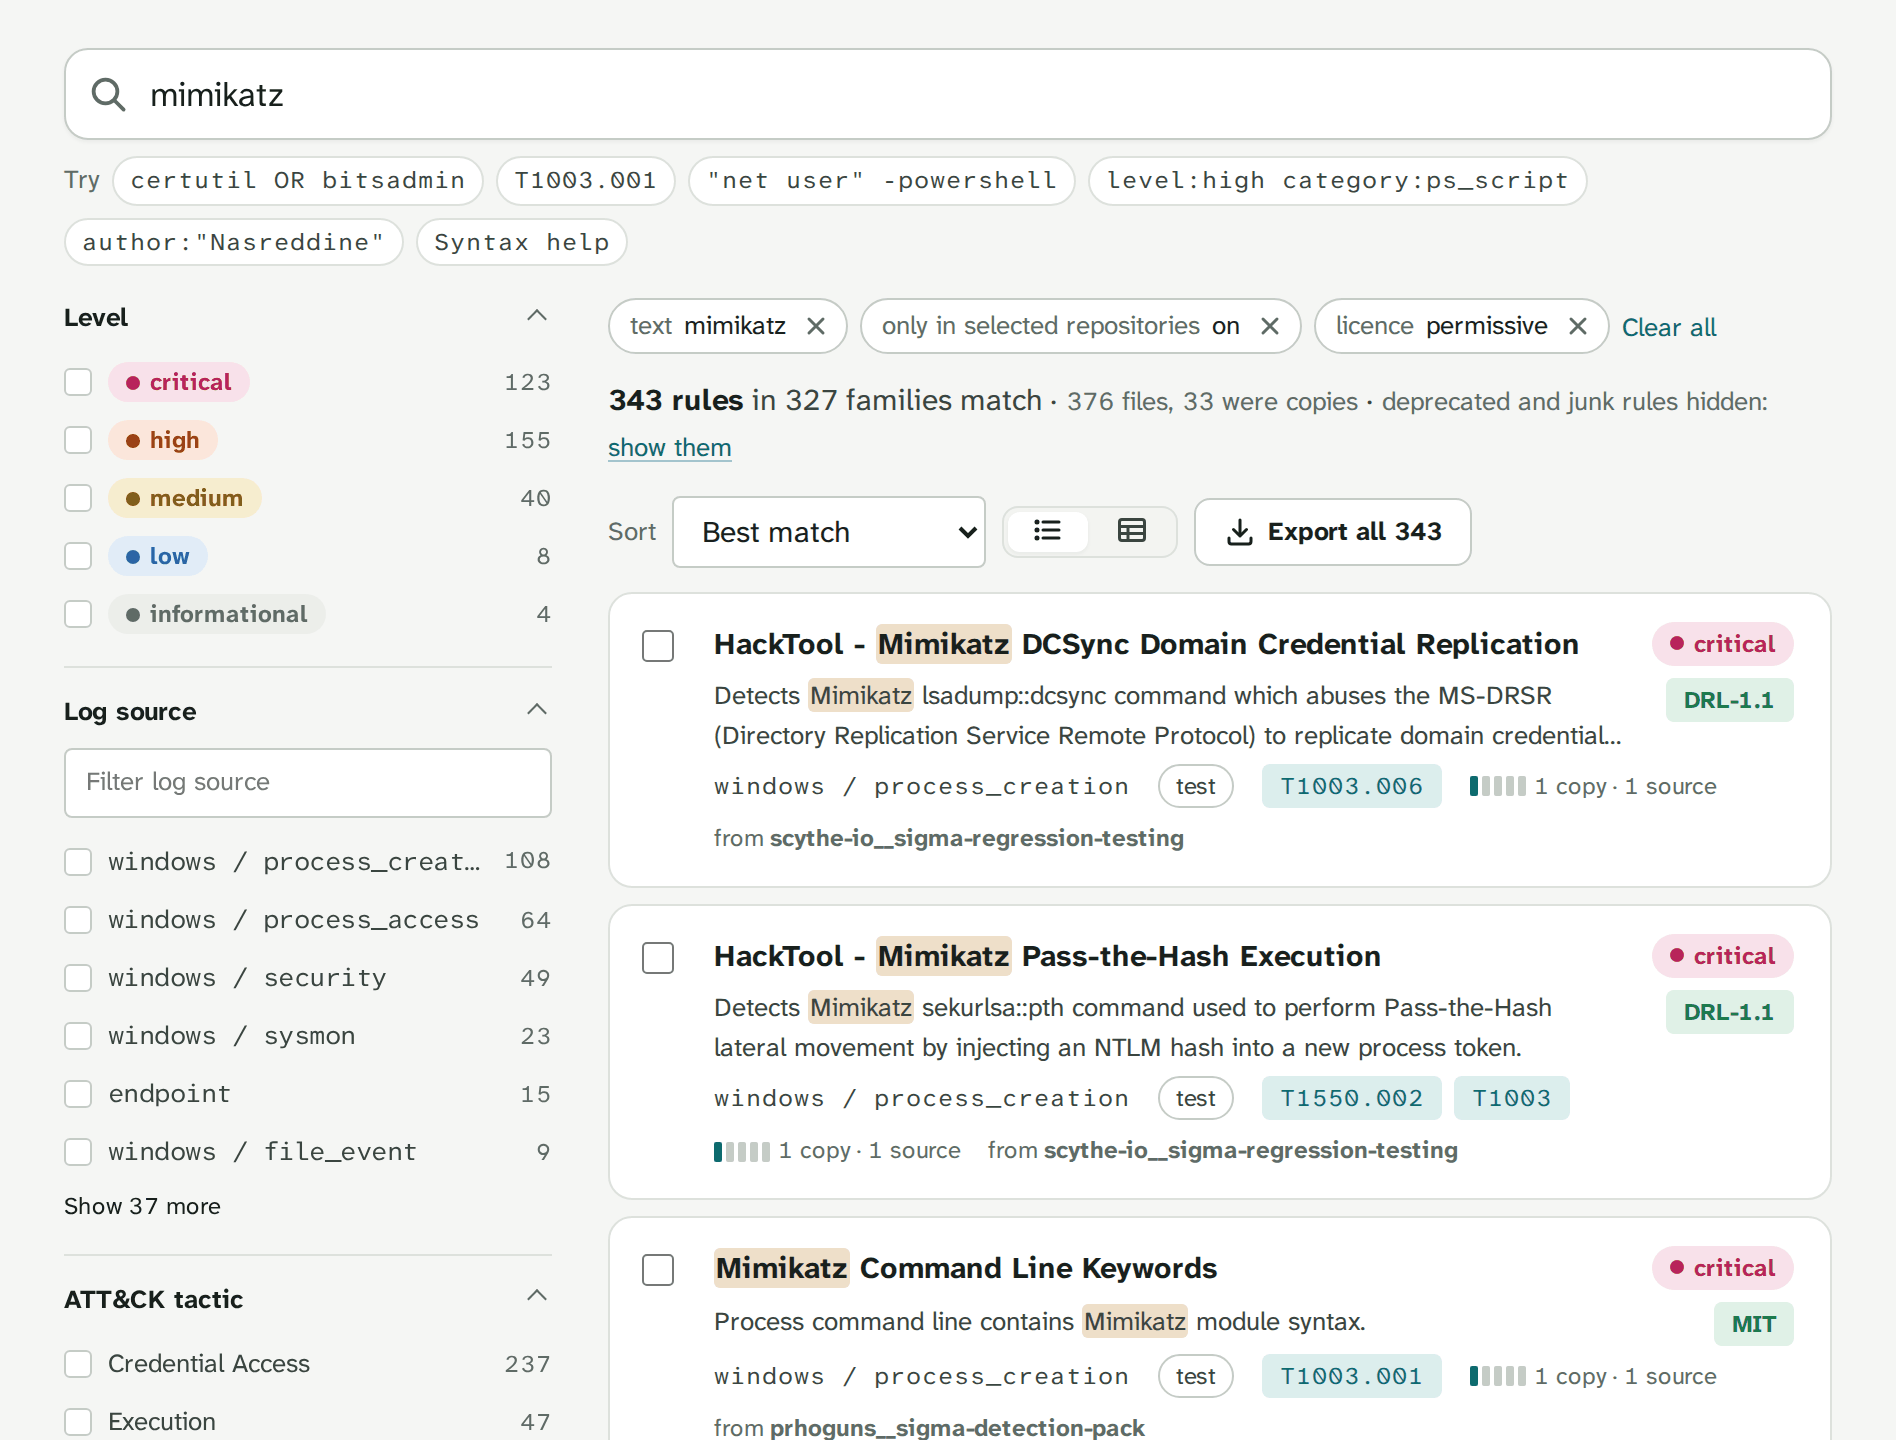 mimikatz
Try certutil OR bitsadmin T1003.001 "net user" -powershell level:high category:ps_script
author:"Nasreddine" Syntax help
Level
critical 123
high 155
medium 40
low 8
informational 4
Log source
Filter log source
windows / process_creat… 108
windows / process_access 64
windows / security 49
windows / sysmon 23
endpoint 15
windows / file_event 9
Show 37 more
ATT&CK tactic
Credential Access 237
Execution 47
text mimikatz only in selected repositories on licence permissive Clear all
343 rules in 327 families match · 376 files, 33 were copies · deprecated and junk rules hidden:
show them
Sort Best match Export all 343
HackTool - Mimikatz DCSync Domain Credential Replication critical
Detects Mimikatz lsadump::dcsync command which abuses the MS-DRSR DRL-1.1
(Directory Replication Service Remote Protocol) to replicate domain credential…
windows / process_creation test T1003.006 1 copy · 1 source
from scythe-io__sigma-regression-testing
HackTool - Mimikatz Pass-the-Hash Execution critical
Detects Mimikatz sekurlsa::pth command used to perform Pass-the-Hash DRL-1.1
lateral movement by injecting an NTLM hash into a new process token.
windows / process_creation test T1550.002 T1003
1 copy · 1 source from scythe-io__sigma-regression-testing
Mimikatz Command Line Keywords critical
Process command line contains Mimikatz module syntax. MIT
windows / process_creation test T1003.001 1 copy · 1 source
from prhoguns__sigma-detection-pack